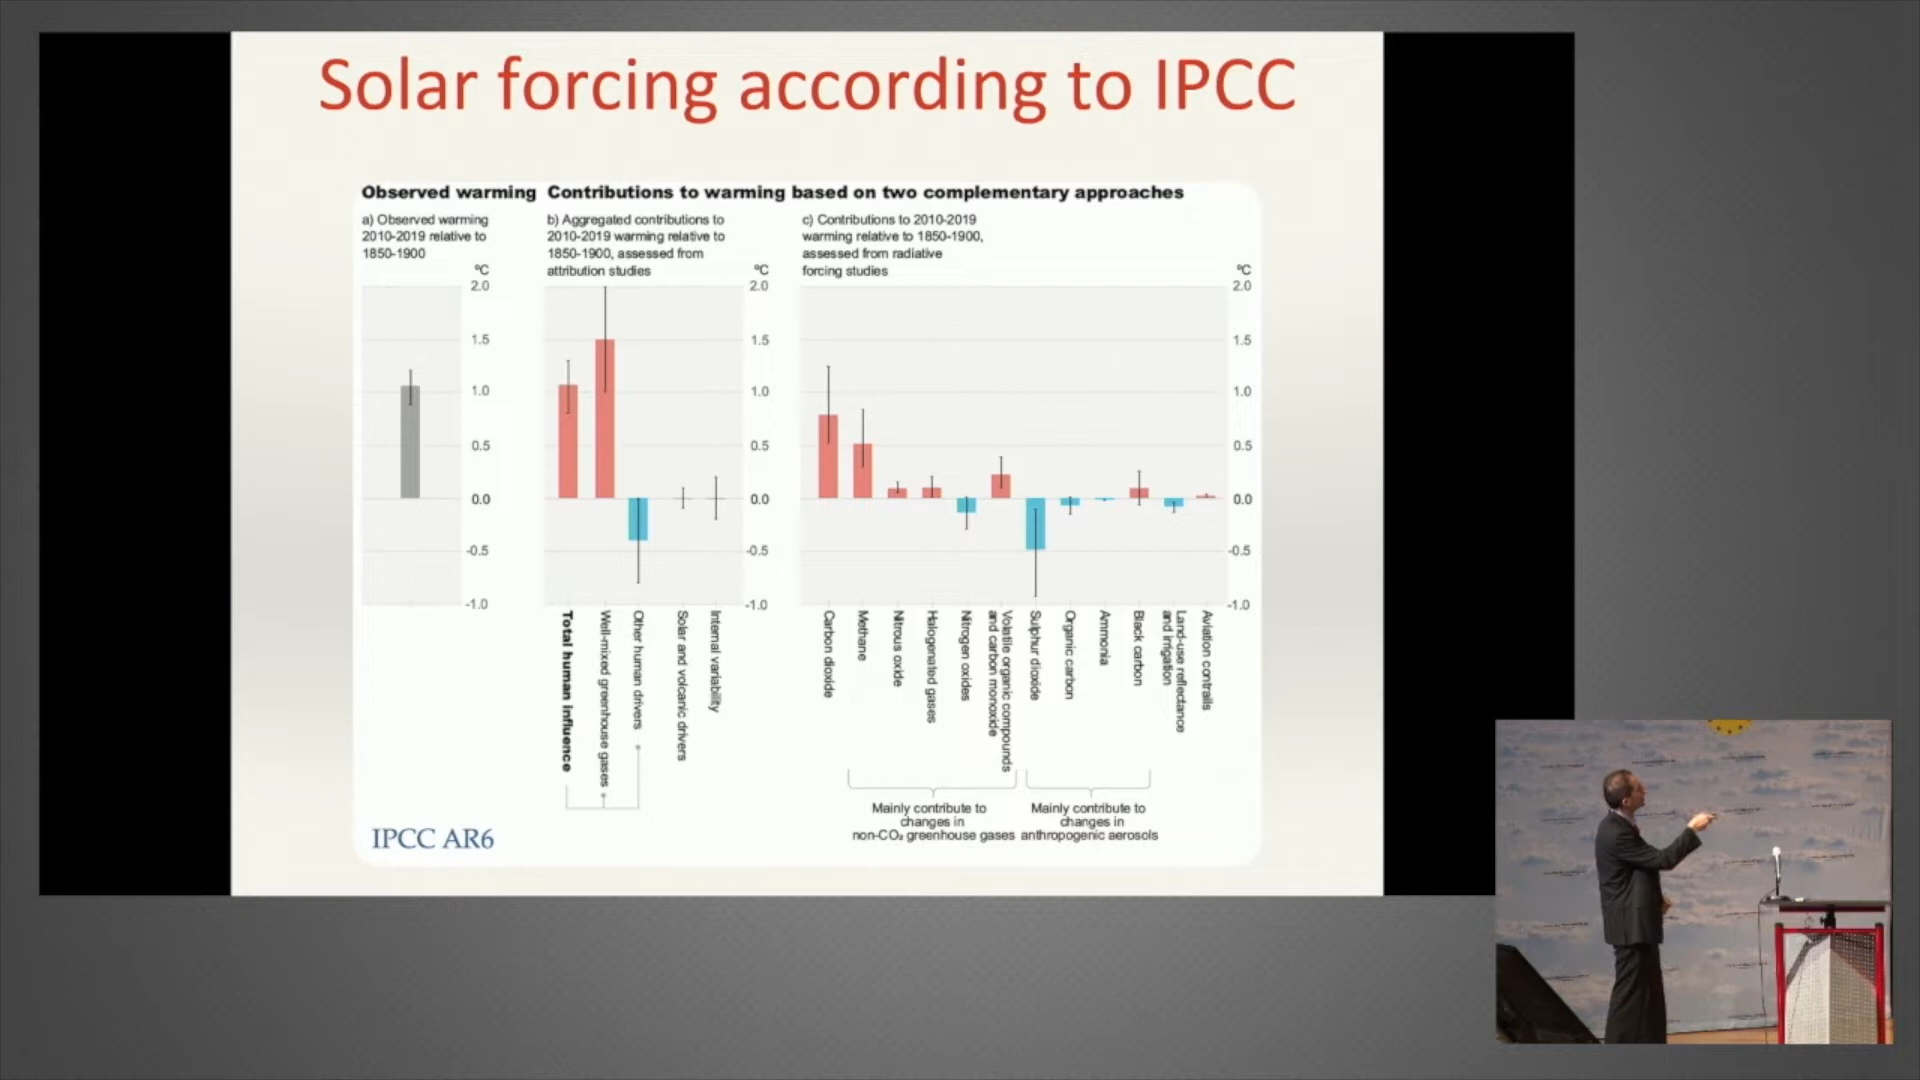 Solar forcing according to IPCC
Observed warming
Contributions to warming based on two complementary approaches
a) Observed warming
2010-2019 relative to
1850-1900
b) Aggregated contributions to
2010-2019 warming relative to
1850-1900, assessed from
attribution studies
c) Contributions to 2010-2019
warming relative to 1850-1900,
assessed from radiative
forcing studies
ºC
2.0
1.5
1.0
0.5
0.0
-0.5
-1.0
ºC
2.0
1.5
1.0
0.5
0.0
-0.5
-1.0
ºC
2.0
1.5
1.0
0.5
0.0
-0.5
-1.0
Total human influence
Well-mixed greenhouse gases
Other human drivers
Solar and volcanic drivers
Internal variability
Carbon dioxide
Methane
Nitrous oxide
Halogenated gases
Nitrogen oxides
Volatile organic compounds
and carbon monoxide
Sulphur dioxide
Organic carbon
Ammonia
Black carbon
Land-use reflectance
and irrigation
Aviation contrails
Mainly contribute to
changes in
non-CO₂ greenhouse gases
Mainly contribute to
changes in
anthropogenic aerosols
IPCC AR6